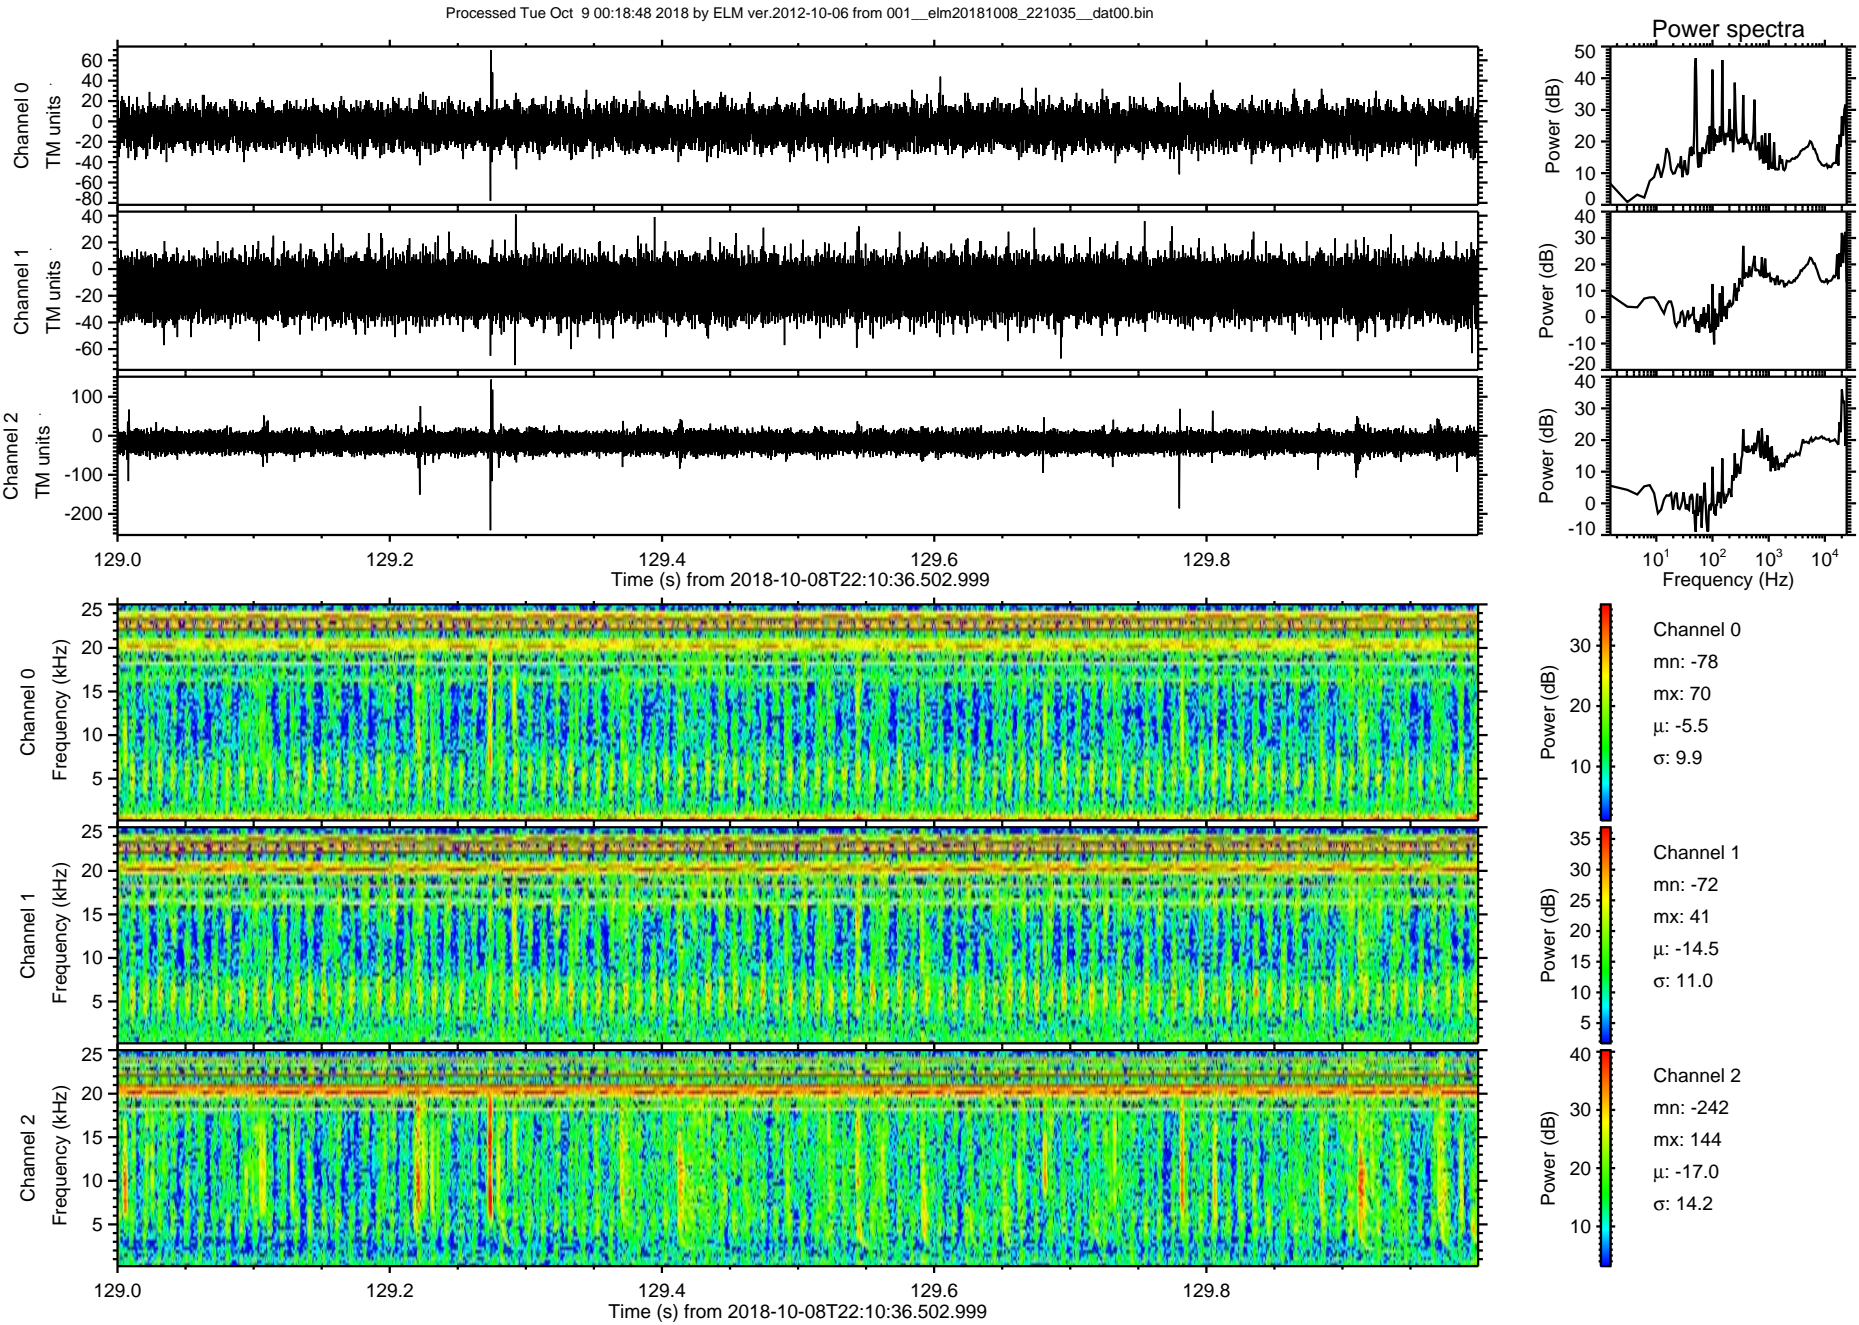 Processed Tue Oct  9 00:18:48 2018 by ELM ver.2012-10-06 from 001__elm20181008_221035__dat00.bin
Power spectra
Channel 0
TM units
60
40
20
0
-20
-40
-60
-80
Power (dB)
50
40
30
20
10
0
Channel 1
TM units
40
20
0
-20
-40
-60
Power (dB)
40
30
20
10
0
-10
-20
Channel 2
TM units
100
0
-100
-200
Power (dB)
40
30
20
10
0
-10
129.0 129.2 129.4 129.6 129.8
Time (s) from 2018-10-08T22:10:36.502.999
10¹ 10² 10³ 10⁴
Frequency (Hz)
Channel 0
Frequency (kHz)
25
20
15
10
5
Power (dB)
30
20
10
Channel 0
mn: -78
mx: 70
μ: -5.5
σ: 9.9
Channel 1
Frequency (kHz)
25
20
15
10
5
Power (dB)
35
30
25
20
15
10
5
Channel 1
mn: -72
mx: 41
μ: -14.5
σ: 11.0
Channel 2
Frequency (kHz)
25
20
15
10
5
Power (dB)
40
30
20
10
Channel 2
mn: -242
mx: 144
μ: -17.0
σ: 14.2
129.0 129.2 129.4 129.6 129.8
Time (s) from 2018-10-08T22:10:36.502.999